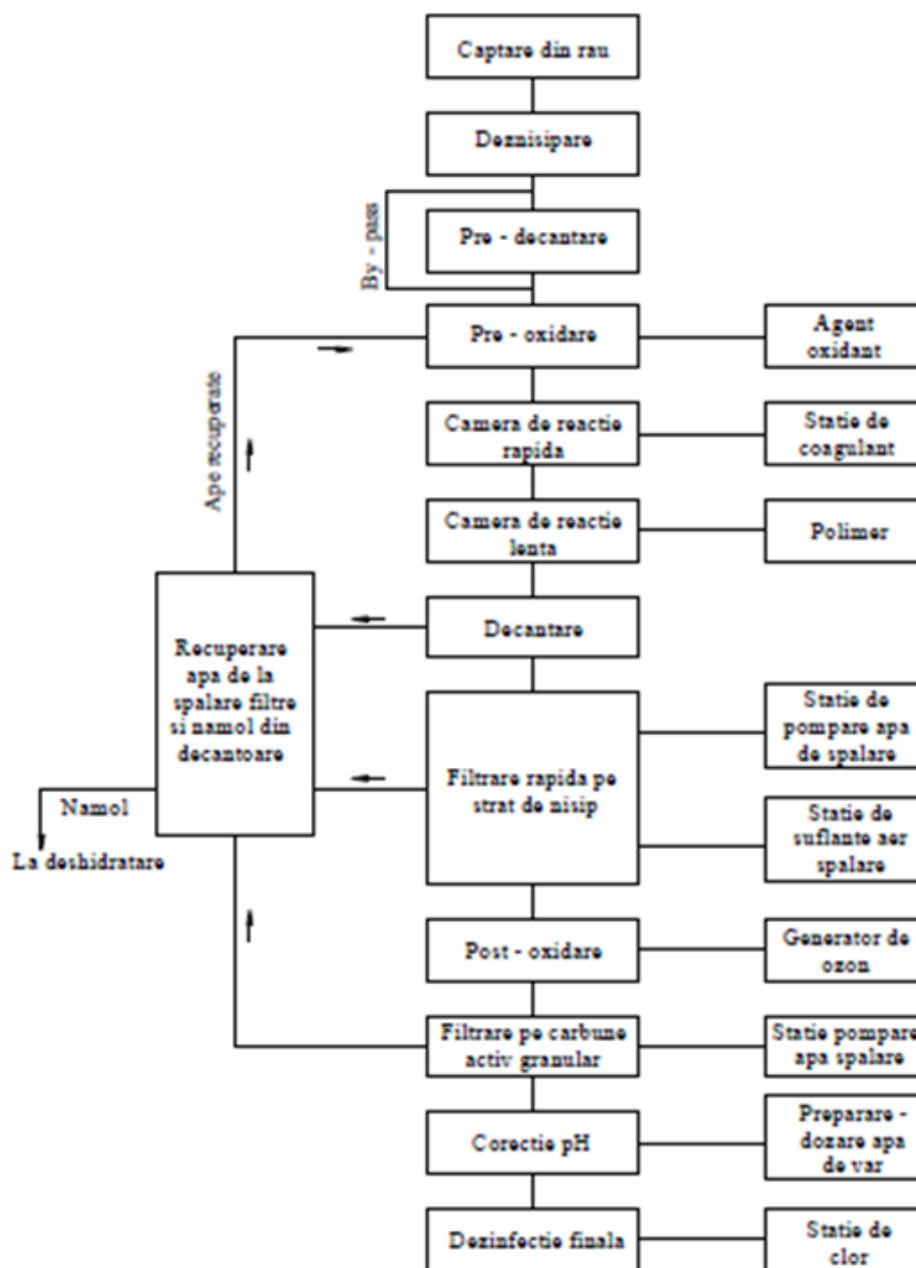 Captare din rau
Deznisipare
By - pass
Pre - decantare
Pre - oxidare
Agent
oxidant
Ape recuperate
Camera de reactie
rapida
Statie de
coagulant
Camera de reactie
lenta
Polimer
Recuperare
apa de la
spalare filtre
si namol din
decantoare
Decantare
Filtrare rapida pe
strat de nisip
Statie de
pompare apa
de spalare
Statie de
suflante aer
spalare
Namol
La deshidratare
Post - oxidare
Generator de
ozon
Filtrare pe carbune
activ granular
Statie pompare
apa spalare
Corectie pH
Preparare -
dozare apa
de var
Dezinfectie finala
Statie de
clor